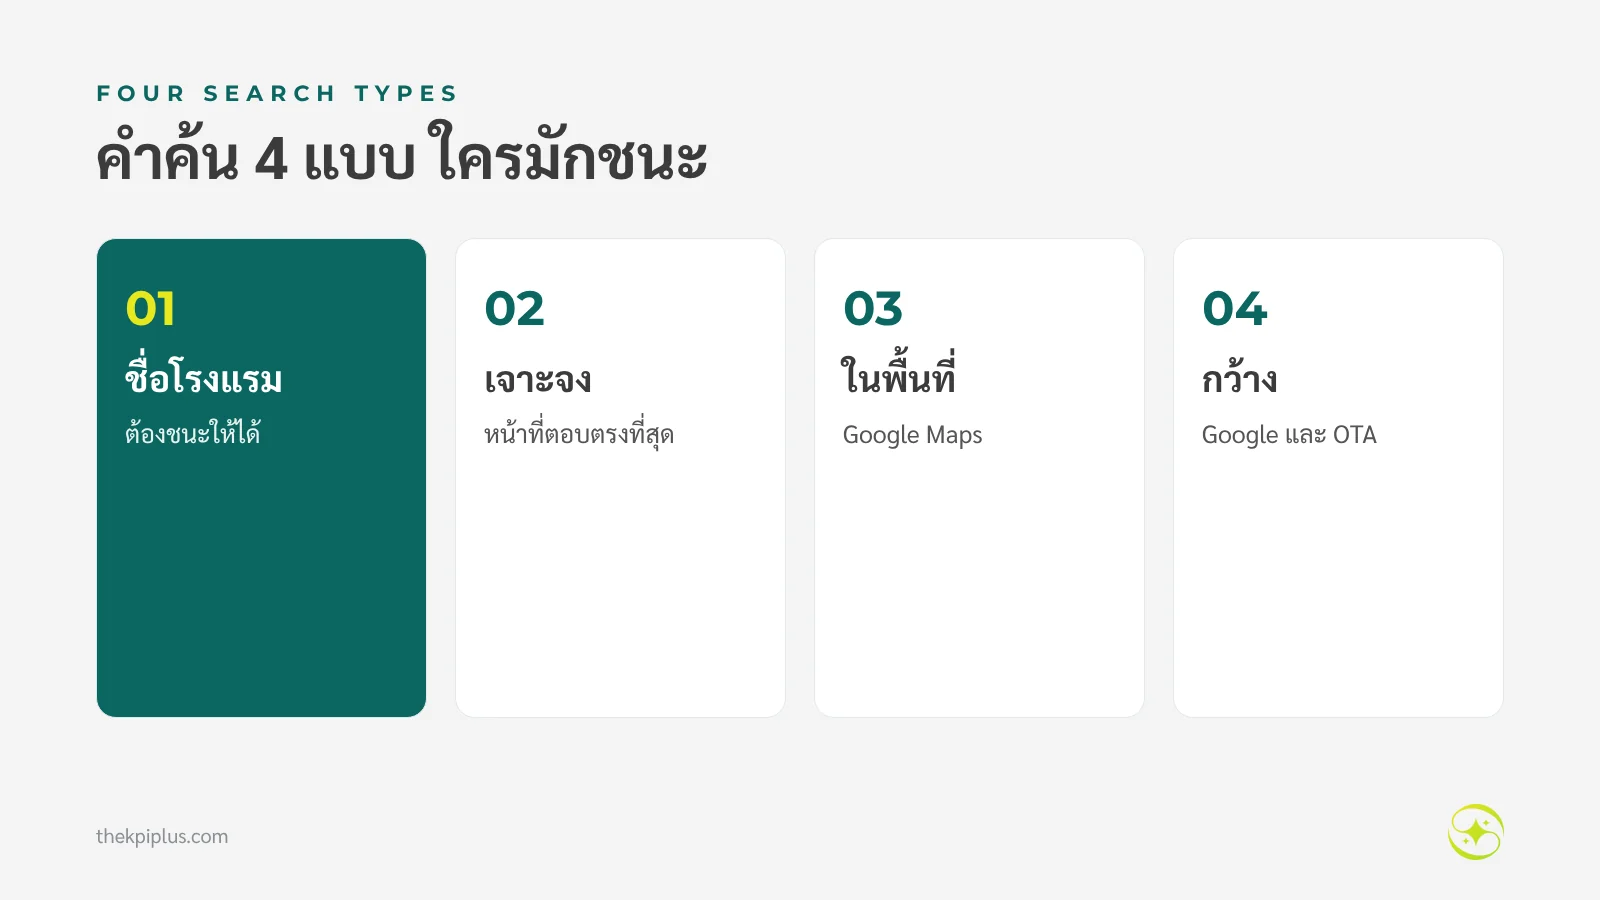 FOUR SEARCH TYPES
คำค้น 4 แบบ ใครมักชนะ
01
ชื่อโรงแรม
ต้องชนะให้ได้
02
เจาะจง
หน้าที่ตอบตรงที่สุด
03
ในพื้นที่
Google Maps
04
กว้าง
Google และ OTA
thekpiplus.com